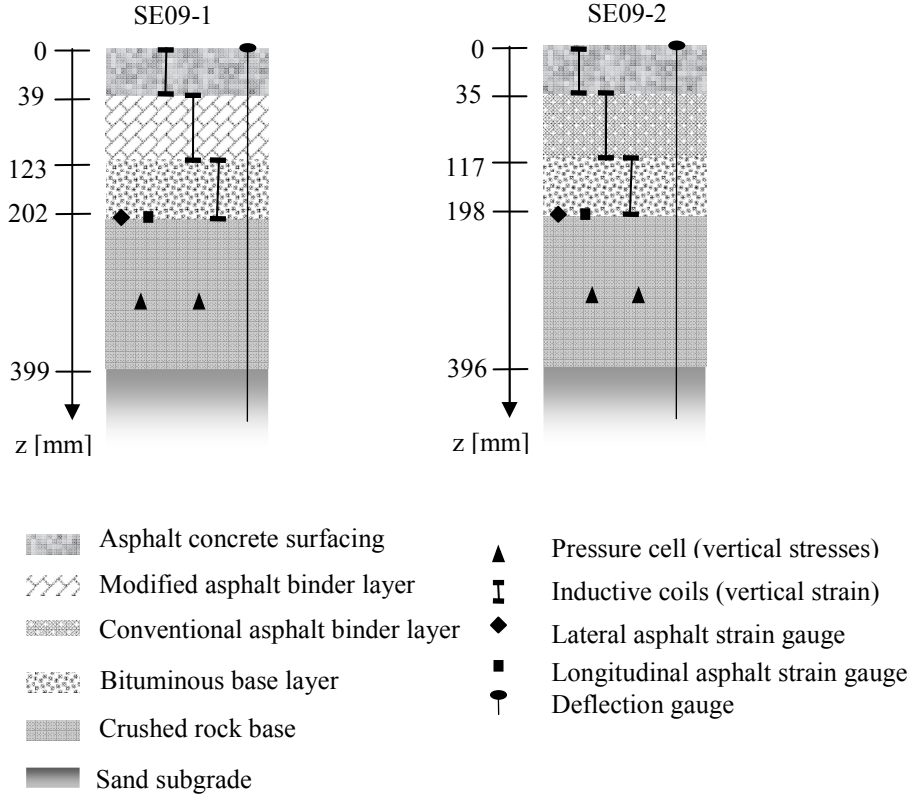 SE09-1
0
39
123
202
399
z [mm]
SE09-2
0
35
117
198
396
z [mm]
Asphalt concrete surfacing
Modified asphalt binder layer
Conventional asphalt binder layer
Bituminous base layer
Crushed rock base
Sand subgrade
Pressure cell (vertical stresses)
Inductive coils (vertical strain)
Lateral asphalt strain gauge
Longitudinal asphalt strain gauge
Deflection gauge